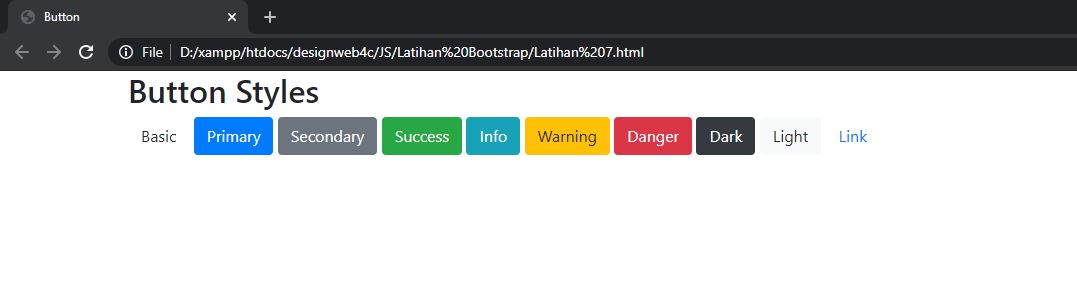 Button
File D:/xampp/htdocs/designweb4c/JS/Latihan%20Bootstrap/Latihan%207.html
Button Styles
Basic Primary Secondary Success Info Warning Danger Dark Light Link